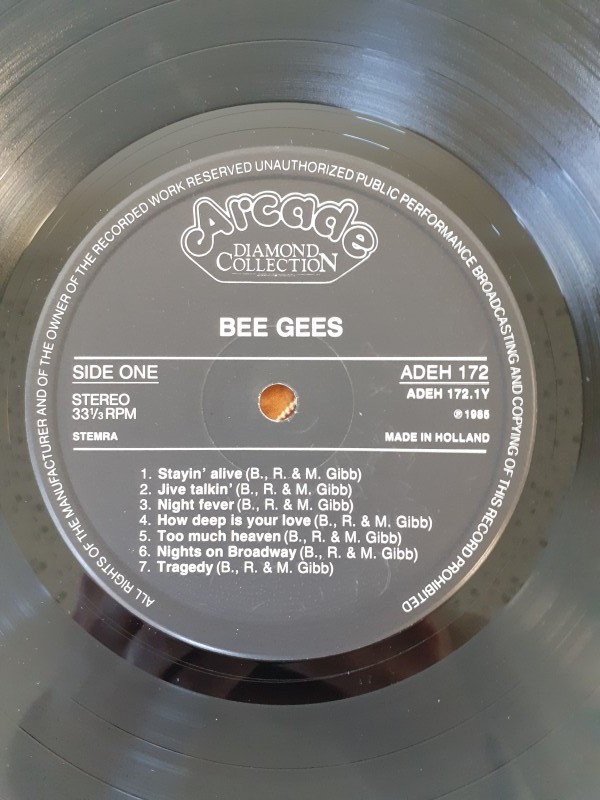 ALL RIGHTS OF THE MANUFACTURER AND OF THE OWNER OF THE RECORDED WORK RESERVED UNAUTHORIZED PUBLIC PERFORMANCE BROADCASTING AND COPYING OF THIS RECORD PROHIBITED
Arcade
DIAMOND
COLLECTION
BEE GEES
SIDE ONE
ADEH 172
STEREO
ADEH 172.1Y
33⅓ RPM
℗ 1985
STEMRA
MADE IN HOLLAND
1. Stayin' alive (B., R. & M. Gibb)
2. Jive talkin' (B., R. & M. Gibb)
3. Night fever (B., R. & M. Gibb)
4. How deep is your love (B., R. & M. Gibb)
5. Too much heaven (B., R. & M. Gibb)
6. Nights on Broadway (B., R. & M. Gibb)
7. Tragedy (B., R. & M. Gibb)